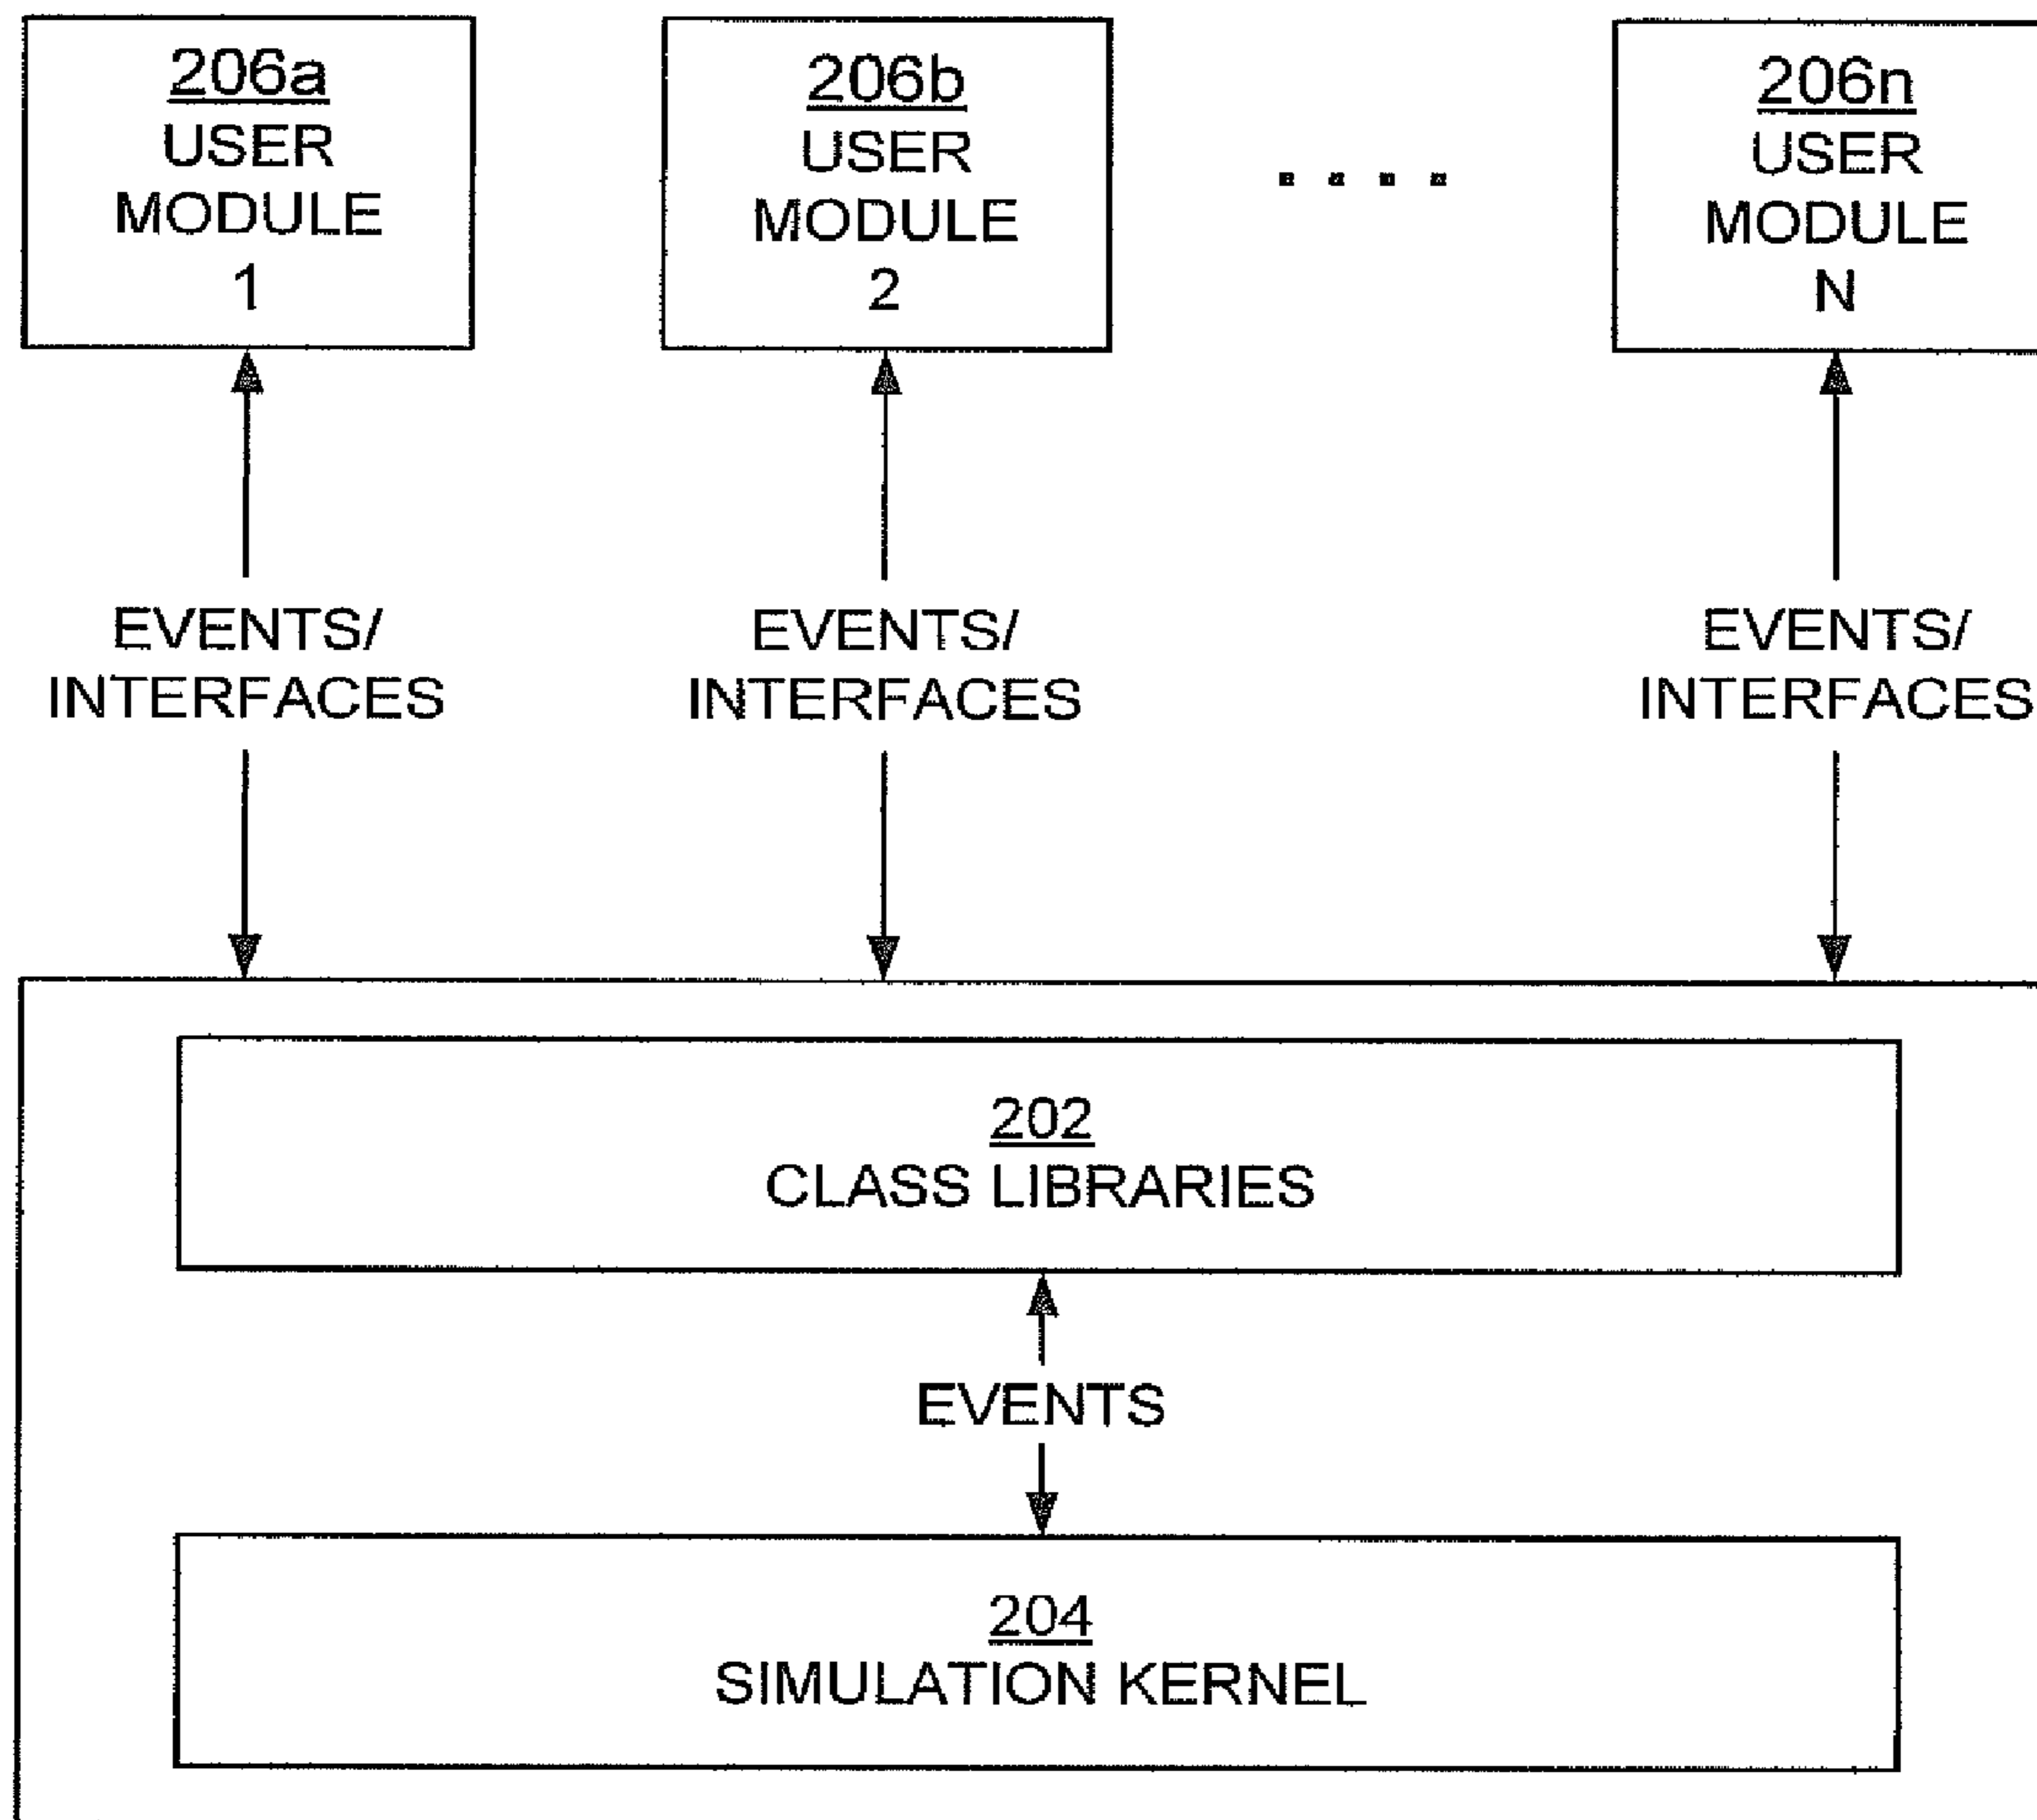 206a
USER
MODULE
1
206b
USER
MODULE
2
206n
USER
MODULE
N
EVENTS/
INTERFACES
EVENTS/
INTERFACES
EVENTS/
INTERFACES
202
CLASS LIBRARIES
EVENTS
204
SIMULATION KERNEL